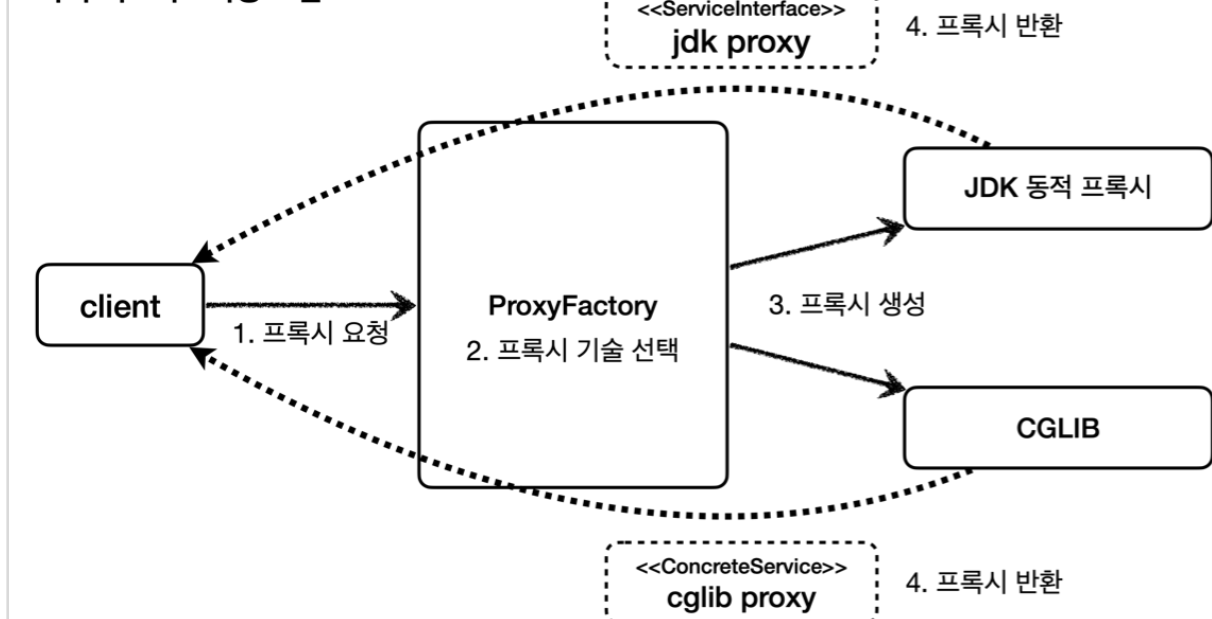 <<ServiceInterface>>
jdk proxy
4. 프록시 반환
JDK 동적 프록시
client
1. 프록시 요청
ProxyFactory
2. 프록시 기술 선택
3. 프록시 생성
CGLIB
<<ConcreteService>>
cglib proxy
4. 프록시 반환